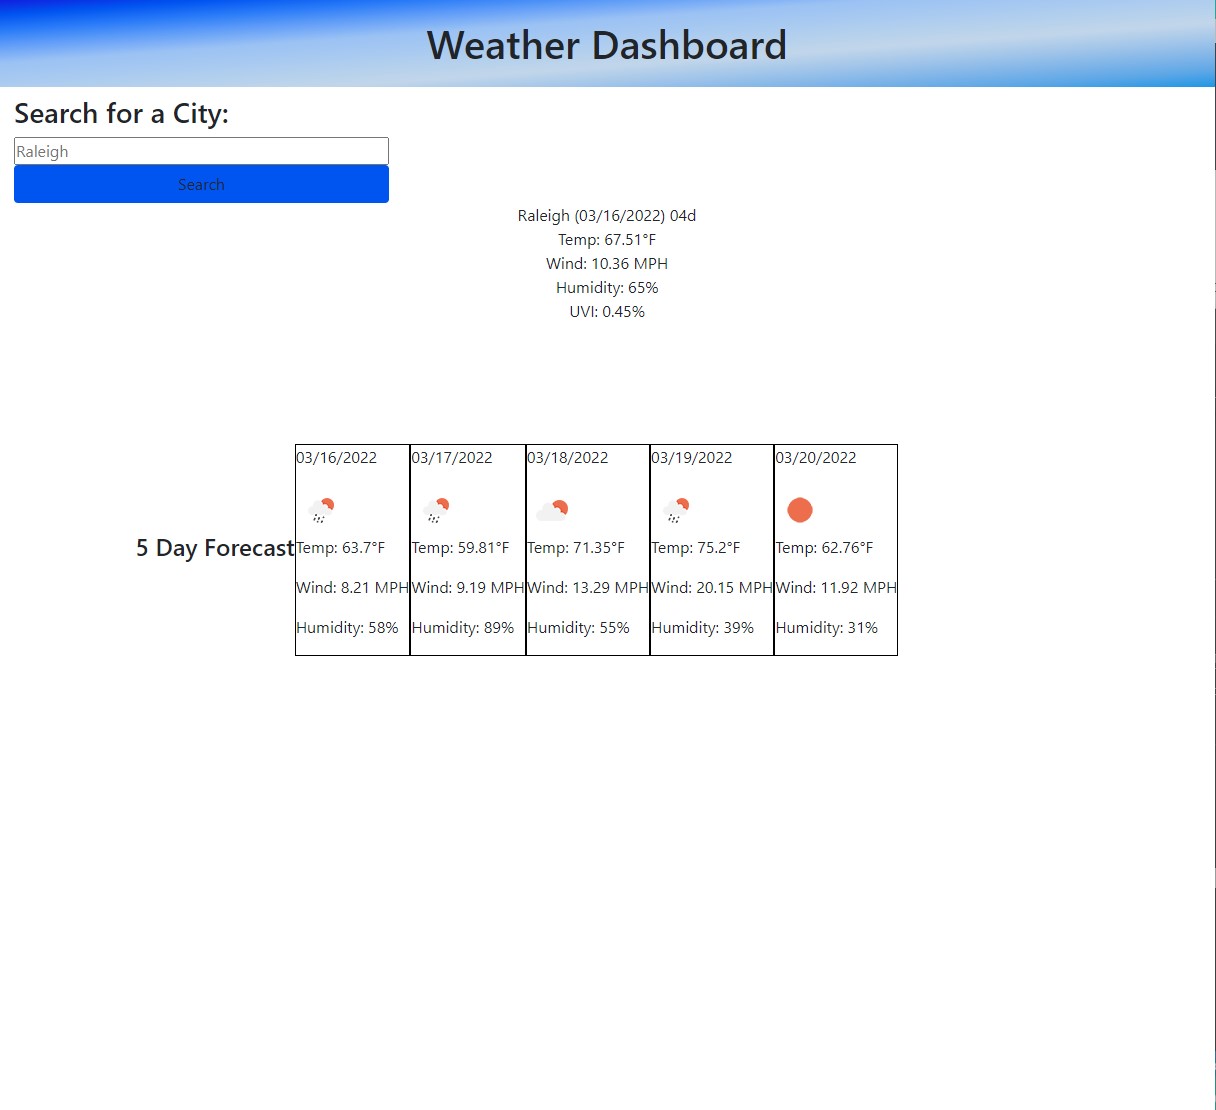 Weather Dashboard
Search for a City:
Raleigh
Search
Raleigh (03/16/2022) 04d
Temp: 67.51°F
Wind: 10.36 MPH
Humidity: 65%
UVI: 0.45%
5 Day Forecast
03/16/2022
Temp: 63.7°F
Wind: 8.21 MPH
Humidity: 58%
03/17/2022
Temp: 59.81°F
Wind: 9.19 MPH
Humidity: 89%
03/18/2022
Temp: 71.35°F
Wind: 13.29 MPH
Humidity: 55%
03/19/2022
Temp: 75.2°F
Wind: 20.15 MPH
Humidity: 39%
03/20/2022
Temp: 62.76°F
Wind: 11.92 MPH
Humidity: 31%